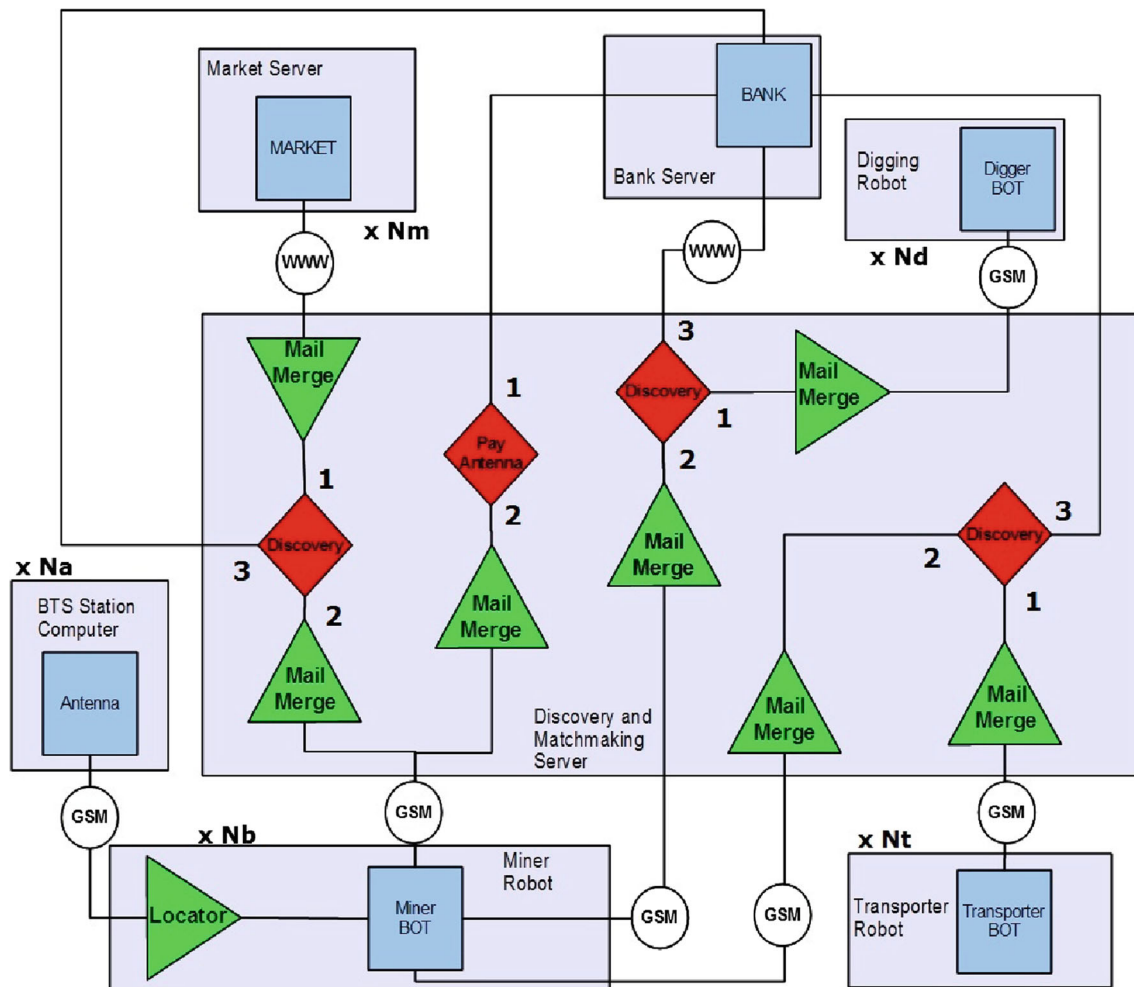 Market Server
MARKET
x Nm
WWW
BANK
Bank Server
WWW
Digging
Robot
Digger
BOT
x Nd
GSM
Mail
Merge
1
Discovery
3
2
Mail
Merge
1
Pay
Antenna
2
Mail
Merge
3
Discovery
1
2
Mail
Merge
Mail
Merge
Discovery
3
2
1
Mail
Merge
Mail
Merge
Discovery and
Matchmaking
Server
x Na
BTS Station
Computer
Antenna
GSM
GSM
x Nb
Miner
Robot
Locator
Miner
BOT
GSM
GSM
GSM
x Nt
Transporter
Robot
Transporter
BOT